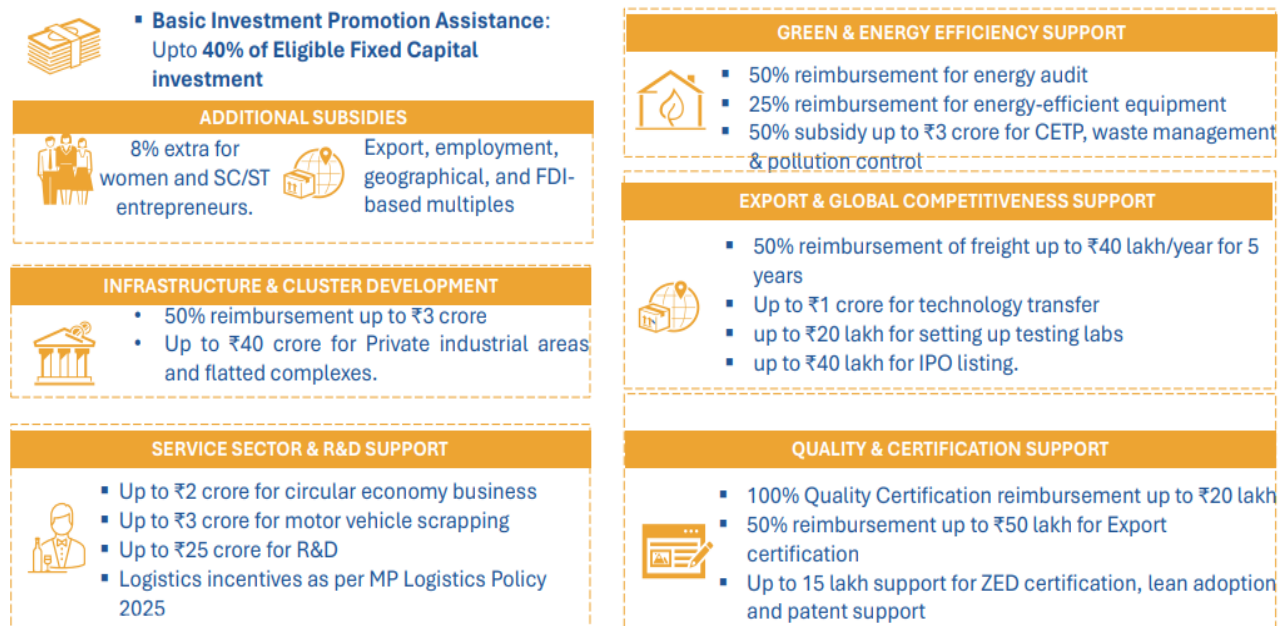 ▪ Basic Investment Promotion Assistance:
Upto 40% of Eligible Fixed Capital
investment
ADDITIONAL SUBSIDIES
8% extra for
women and SC/ST
entrepreneurs.
Export, employment,
geographical, and FDI-
based multiples
INFRASTRUCTURE & CLUSTER DEVELOPMENT
• 50% reimbursement up to ₹3 crore
• Up to ₹40 crore for Private industrial areas
and flatted complexes.
SERVICE SECTOR & R&D SUPPORT
▪ Up to ₹2 crore for circular economy business
▪ Up to ₹3 crore for motor vehicle scrapping
▪ Up to ₹25 crore for R&D
▪ Logistics incentives as per MP Logistics Policy
2025
GREEN & ENERGY EFFICIENCY SUPPORT
▪ 50% reimbursement for energy audit
▪ 25% reimbursement for energy-efficient equipment
▪ 50% subsidy up to ₹3 crore for CETP, waste management
& pollution control
EXPORT & GLOBAL COMPETITIVENESS SUPPORT
▪ 50% reimbursement of freight up to ₹40 lakh/year for 5
years
▪ Up to ₹1 crore for technology transfer
▪ up to ₹20 lakh for setting up testing labs
▪ up to ₹40 lakh for IPO listing.
QUALITY & CERTIFICATION SUPPORT
▪ 100% Quality Certification reimbursement up to ₹20 lakh
▪ 50% reimbursement up to ₹50 lakh for Export
certification
▪ Up to 15 lakh support for ZED certification, lean adoption
and patent support